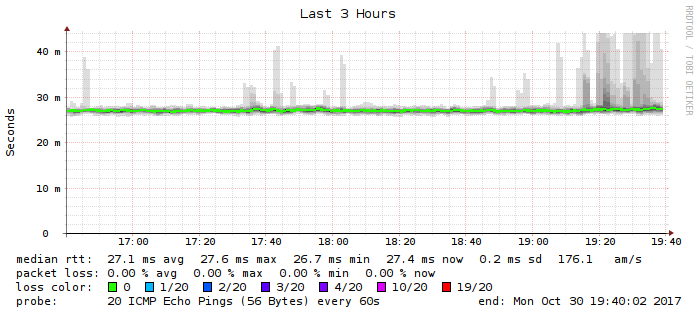 Last 3 Hours
RRDTOOL / TOBI OETIKER
Seconds
40 m
30 m
20 m
10 m
0
17:00 17:20 17:40 18:00 18:20 18:40 19:00 19:20 19:40
median rtt: 27.1 ms avg 27.6 ms max 26.7 ms min 27.4 ms now 0.2 ms sd 176.1 am/s
packet loss: 0.00 % avg 0.00 % max 0.00 % min 0.00 % now
loss color: 0 1/20 2/20 3/20 4/20 10/20 19/20
probe: 20 ICMP Echo Pings (56 Bytes) every 60s end: Mon Oct 30 19:40:02 2017